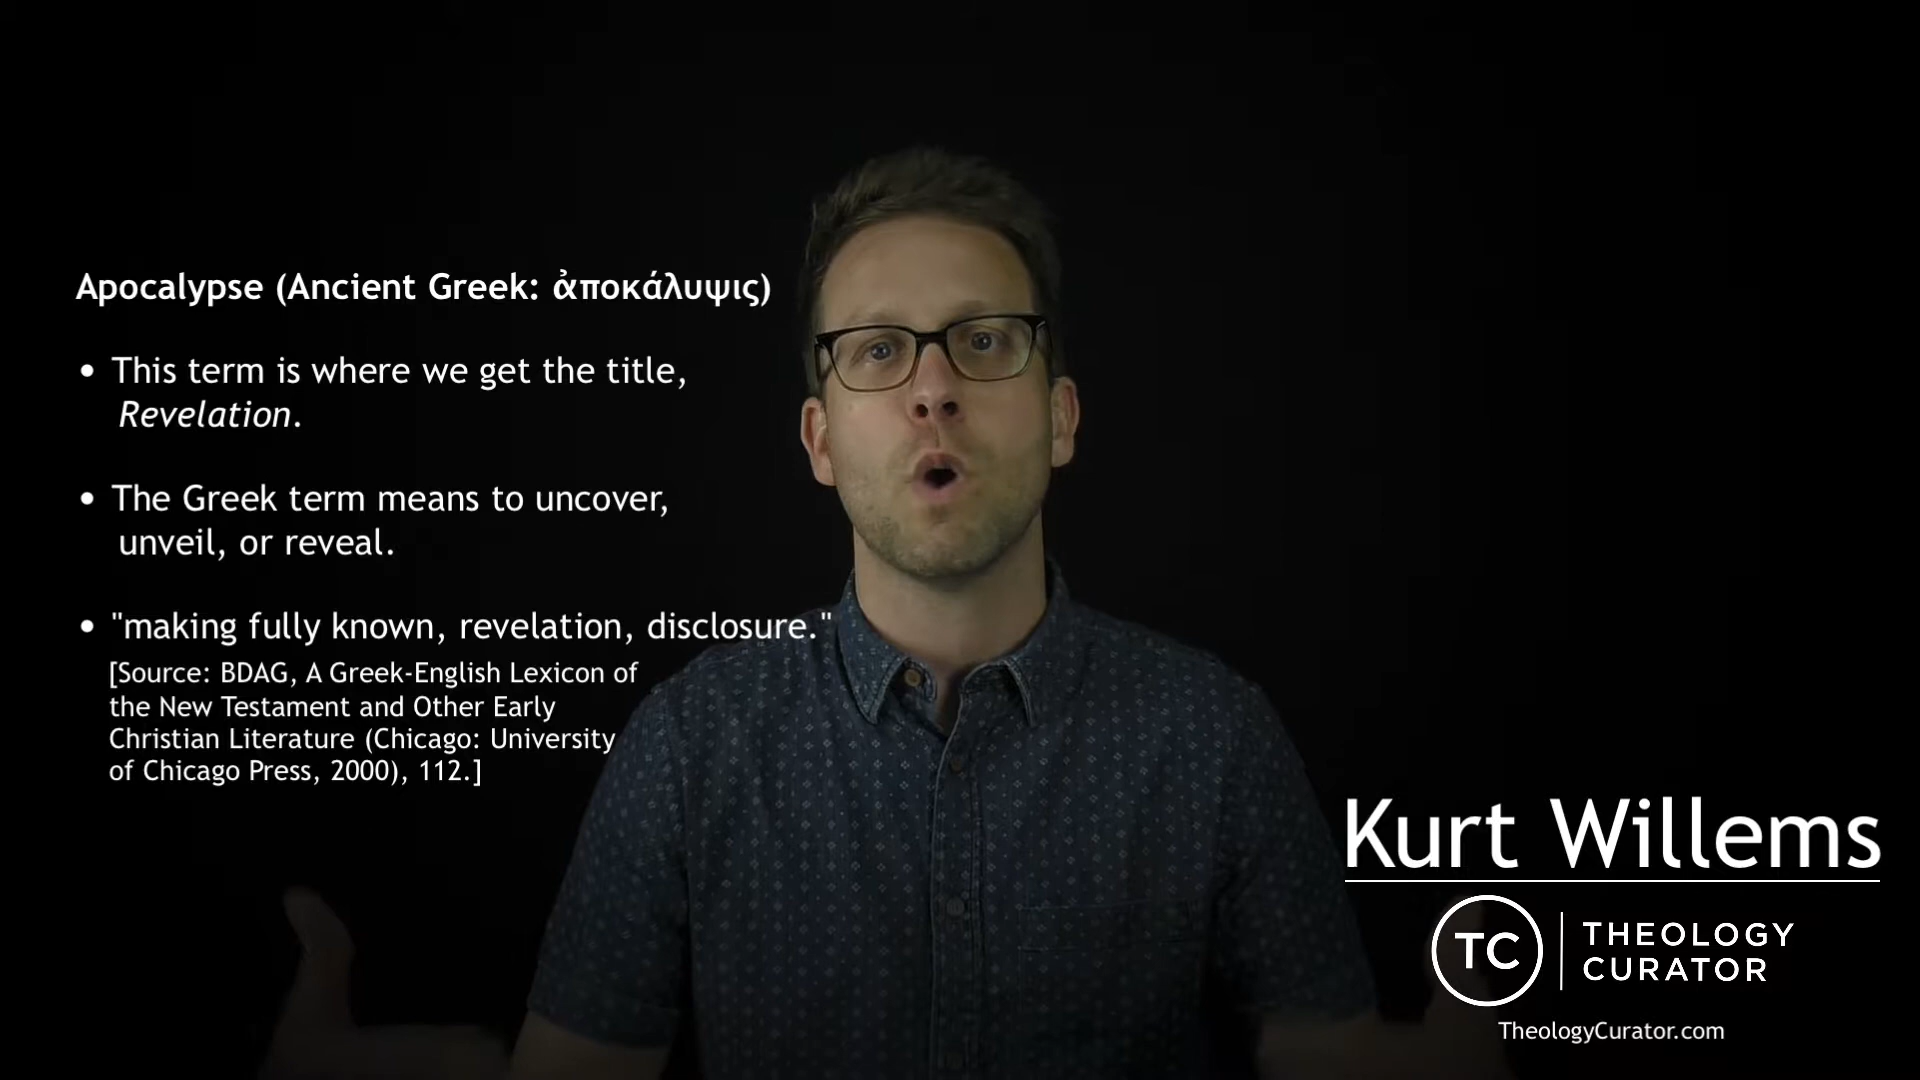 Apocalypse (Ancient Greek: ἀποκάλυψις)
• This term is where we get the title,
Revelation.
• The Greek term means to uncover,
unveil, or reveal.
• "making fully known, revelation, disclosure."
[Source: BDAG, A Greek-English Lexicon of
the New Testament and Other Early
Christian Literature (Chicago: University
of Chicago Press, 2000), 112.]
Kurt Willems
TC
THEOLOGY
CURATOR
TheologyCurator.com